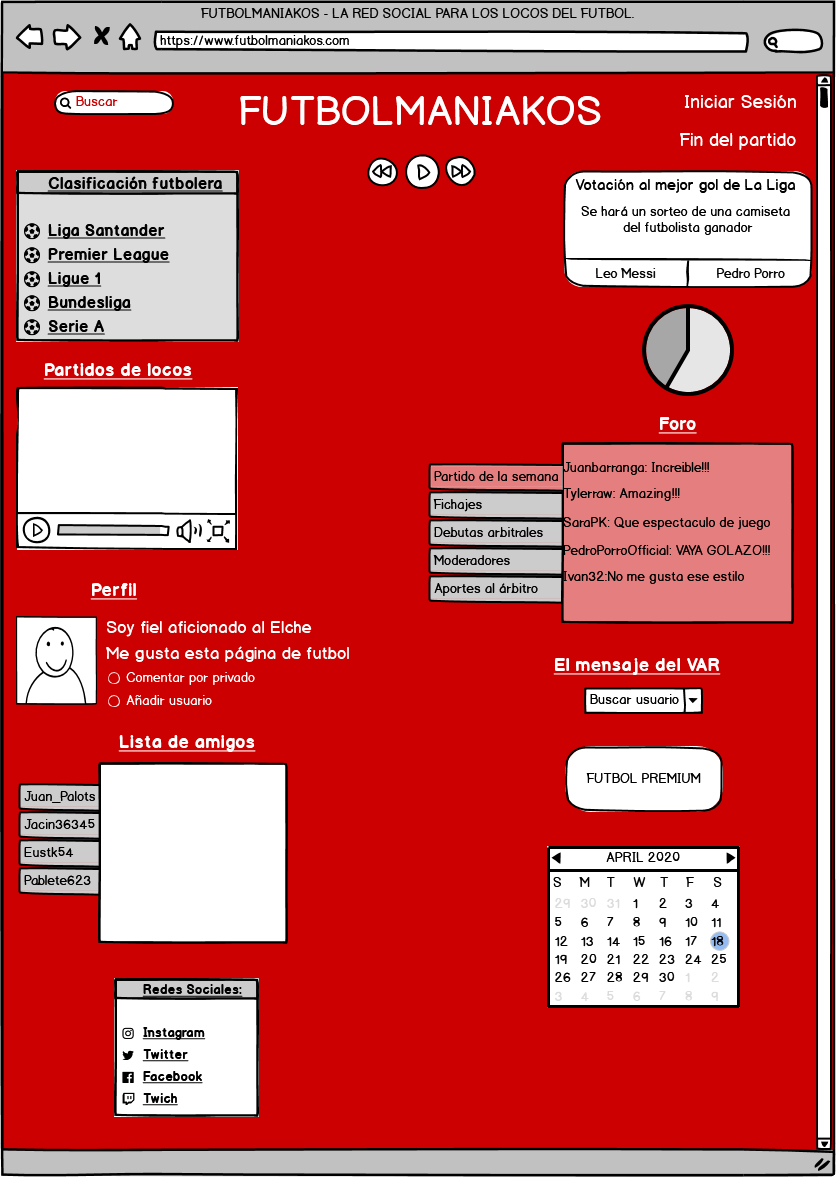 FUTBOLMANIAKOS - LA RED SOCIAL PARA LOS LOCOS DEL FUTBOL.
https://www.futbolmaniakos.com
Buscar
FUTBOLMANIAKOS
Iniciar Sesión
Fin del partido
Clasificación futbolera
Liga Santander
Premier League
Ligue 1
Bundesliga
Serie A
Votación al mejor gol de La Liga
Se hará un sorteo de una camiseta
del futbolista ganador
Leo Messi
Pedro Porro
Partidos de locos
Foro
Partido de la semana
Fichajes
Debutas arbitrales
Moderadores
Aportes al árbitro
Juanbarranga: Increible!!!
Tylerraw: Amazing!!!
SaraPK: Que espectaculo de juego
PedroPorroOfficial: VAYA GOLAZO!!!
Ivan32:No me gusta ese estilo
Perfil
Soy fiel aficionado al Elche
Me gusta esta página de futbol
Comentar por privado
Añadir usuario
El mensaje del VAR
Buscar usuario
Lista de amigos
Juan_Palots
Jacin36345
Eustk54
Pablete623
FUTBOL PREMIUM
APRIL 2020
S M T W T F S
29 30 31 1 2 3 4
5 6 7 8 9 10 11
12 13 14 15 16 17 18
19 20 21 22 23 24 25
26 27 28 29 30 1 2
3 4 5 6 7 8 9
Redes Sociales:
Instagram
Twitter
Facebook
Twich